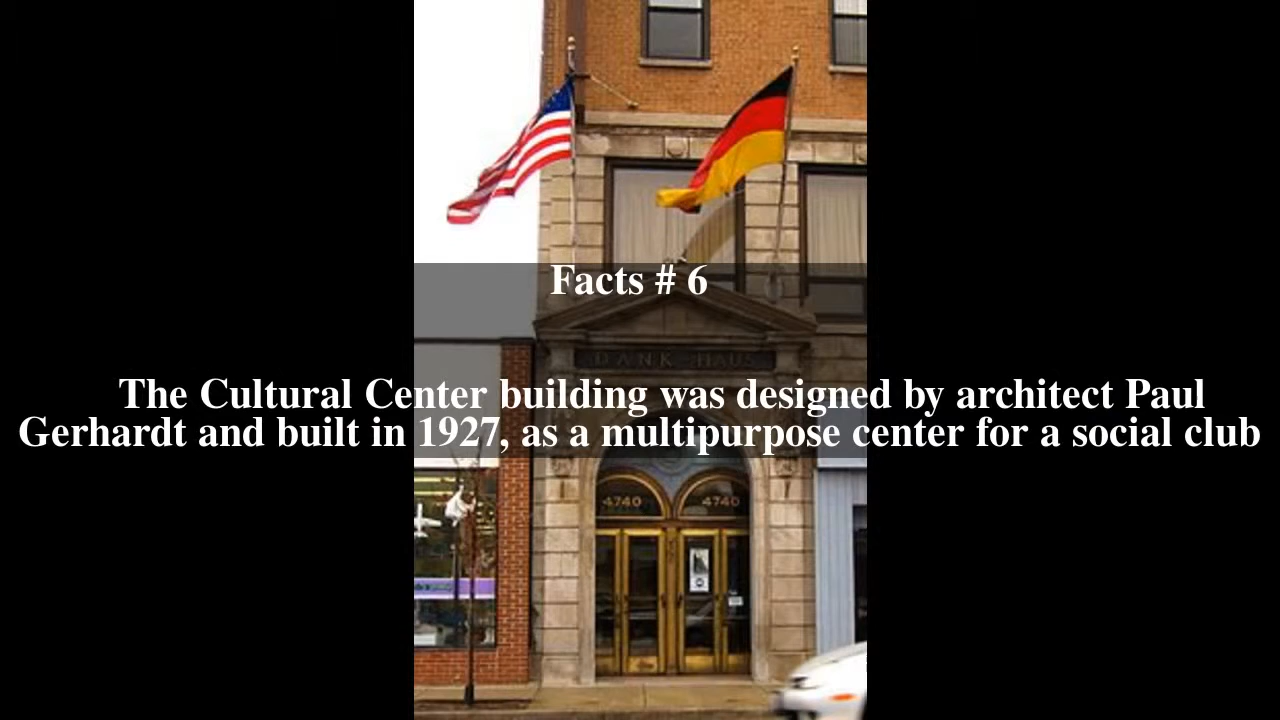 Facts # 6
DANK HAUS
The Cultural Center building was designed by architect Paul
Gerhardt and built in 1927, as a multipurpose center for a social club
4740 4740